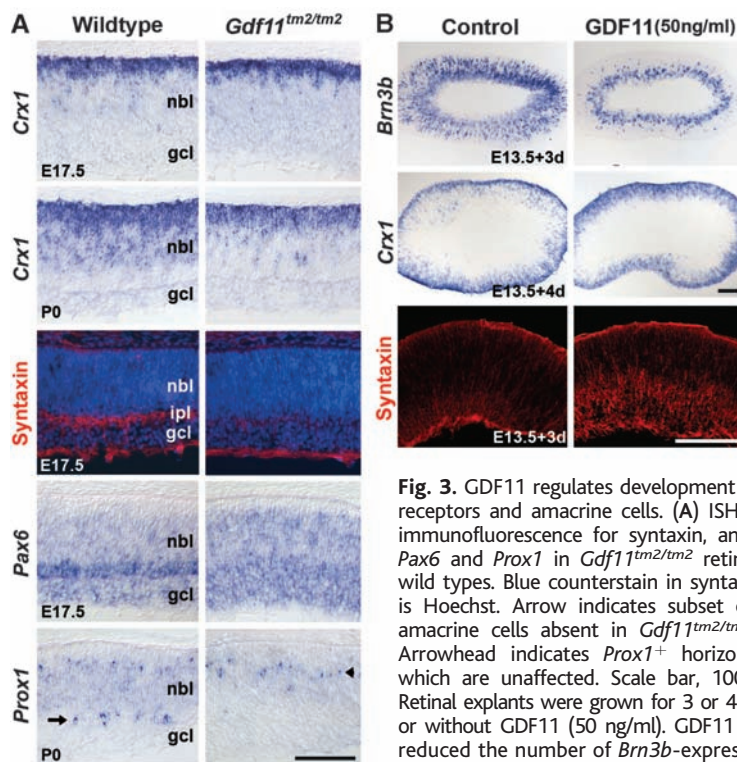 A Wildtype Gdf11tm2/tm2
Crx1 nbl
gcl
E17.5
Crx1 nbl
gcl
P0
Syntaxin nbl
ipl
gcl
E17.5
Pax6 nbl
gcl
E17.5
Prox1 nbl
gcl
P0
B Control GDF11(50ng/ml)
Brn3b
E13.5+3d
Crx1
E13.5+4d
Syntaxin
E13.5+3d
Fig. 3. GDF11 regulates development
receptors and amacrine cells. (A) ISH
immunofluorescence for syntaxin, an
Pax6 and Prox1 in Gdf11tm2/tm2 retin
wild types. Blue counterstain in synta
is Hoechst. Arrow indicates subset
amacrine cells absent in Gdf11tm2/tn
Arrowhead indicates Prox1+ horizo
which are unaffected. Scale bar, 100
Retinal explants were grown for 3 or 4
or without GDF11 (50 ng/ml). GDF11
reduced the number of Brn3b-expres